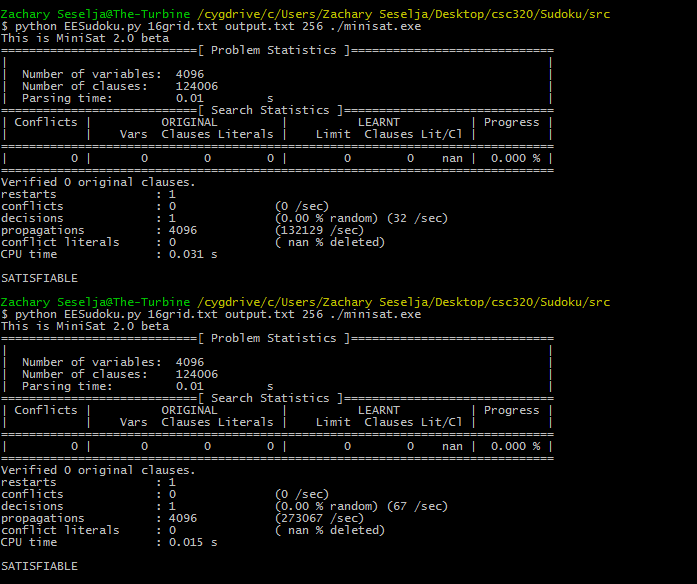 Zachary Seselja@The-Turbine /cygdrive/c/Users/Zachary Seselja/Desktop/csc320/Sudoku/src
$ python EESudoku.py 16grid.txt output.txt 256 ./minisat.exe
This is MiniSat 2.0 beta
============================[ Problem Statistics ]=============================
|                                                                             |
|  Number of variables:  4096                                                 |
|  Number of clauses:    124006                                               |
|  Parsing time:         0.01         s                                       |
============================[ Search Statistics ]==============================
| Conflicts |          ORIGINAL         |          LEARNT          | Progress |
|           |    Vars  Clauses Literals |    Limit  Clauses Lit/Cl |          |
===============================================================================
|         0 |       0        0        0 |        0        0    nan |  0.000 % |
===============================================================================
Verified 0 original clauses.
restarts              : 1
conflicts             : 0              (0 /sec)
decisions             : 1              (0.00 % random) (32 /sec)
propagations          : 4096           (132129 /sec)
conflict literals     : 0              ( nan % deleted)
CPU time              : 0.031 s
SATISFIABLE
Zachary Seselja@The-Turbine /cygdrive/c/Users/Zachary Seselja/Desktop/csc320/Sudoku/src
$ python EESudoku.py 16grid.txt output.txt 256 ./minisat.exe
This is MiniSat 2.0 beta
============================[ Problem Statistics ]=============================
|                                                                             |
|  Number of variables:  4096                                                 |
|  Number of clauses:    124006                                               |
|  Parsing time:         0.01         s                                       |
============================[ Search Statistics ]==============================
| Conflicts |          ORIGINAL         |          LEARNT          | Progress |
|           |    Vars  Clauses Literals |    Limit  Clauses Lit/Cl |          |
===============================================================================
|         0 |       0        0        0 |        0        0    nan |  0.000 % |
===============================================================================
Verified 0 original clauses.
restarts              : 1
conflicts             : 0              (0 /sec)
decisions             : 1              (0.00 % random) (67 /sec)
propagations          : 4096           (273067 /sec)
conflict literals     : 0              ( nan % deleted)
CPU time              : 0.015 s
SATISFIABLE